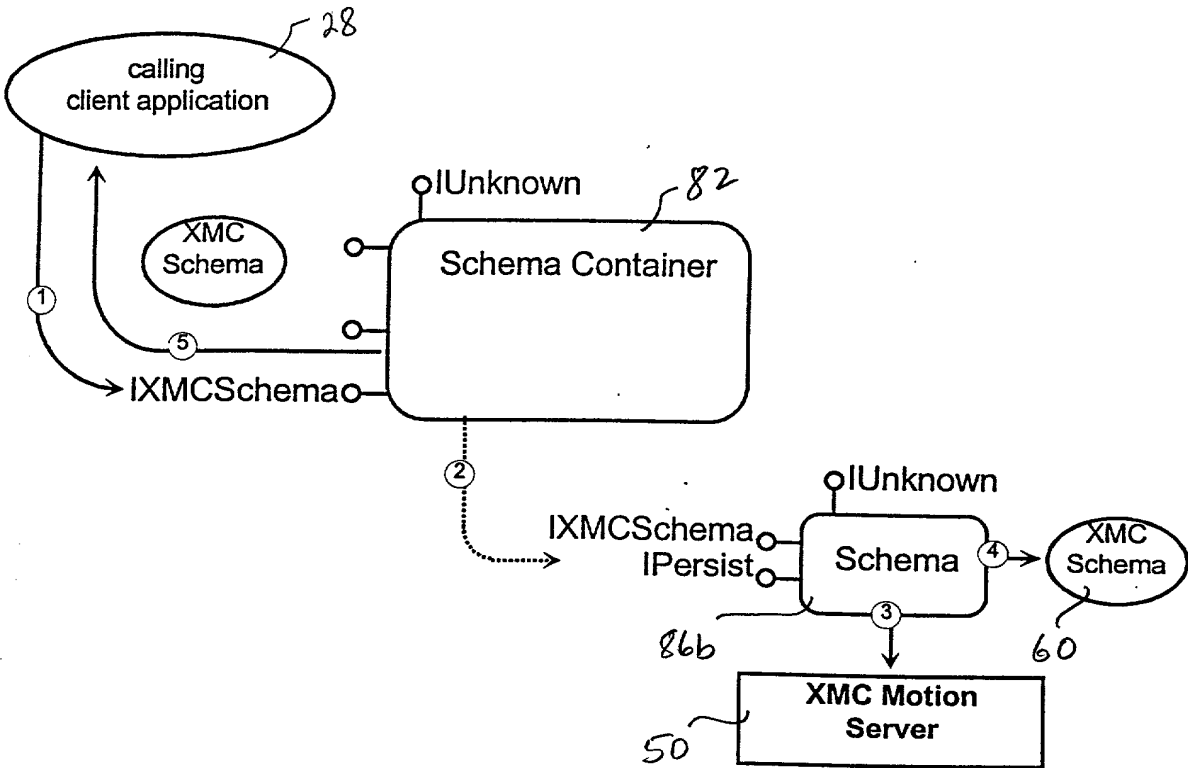 28
calling
client application
IUnknown
82
XMC
Schema
Schema Container
1
5
IXMCSchema
2
IUnknown
IXMCSchema
IPersist
Schema
4
XMC
Schema
3
86b
60
XMC Motion
Server
50